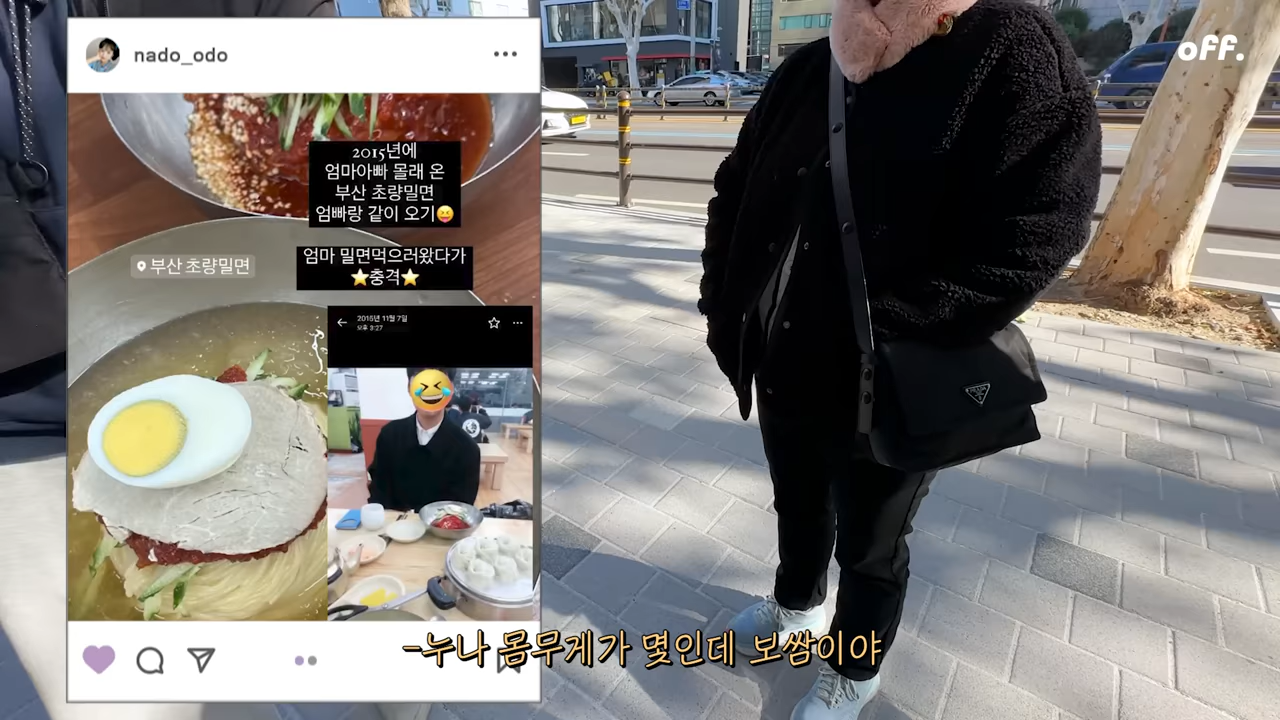 nado_odo
off.
2015년에
엄마아빠 몰래 온
부산 초량밀면
엄빠랑 같이 오기😝
부산 초량밀면
엄마 밀면먹으러왔다가
⭐충격⭐
2015년 11월 7일
오후 3:27
PRADA
-누나 몸무게가 몇인데 보쌈이야